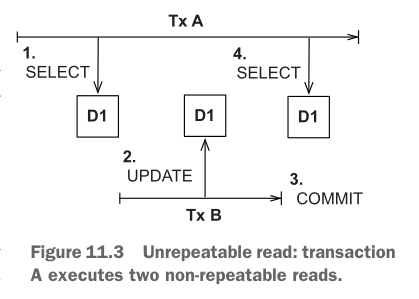 Tx A
1.
SELECT
4.
SELECT
D1
D1
D1
2.
UPDATE
3.
COMMIT
Tx B
Figure 11.3 Unrepeatable read: transaction
A executes two non-repeatable reads.